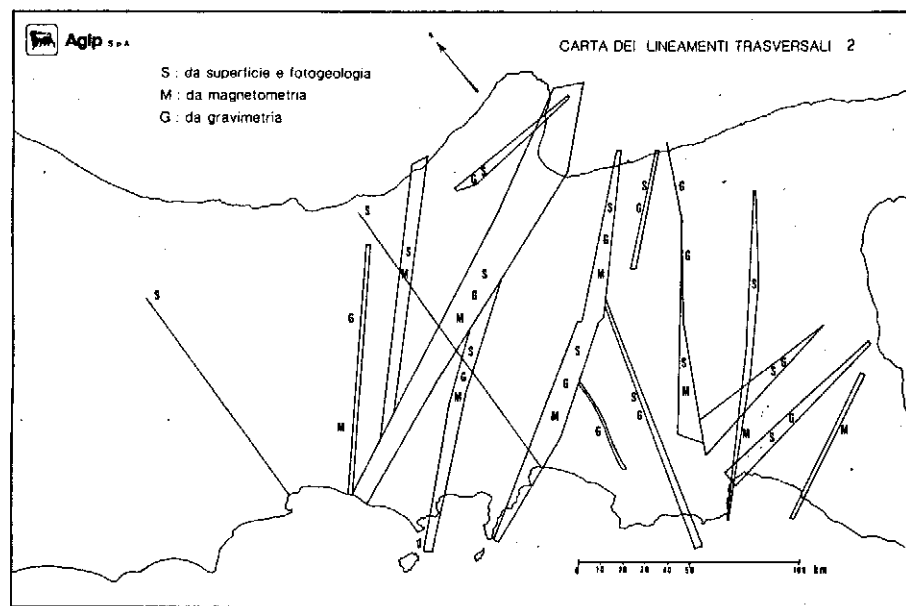 Agip S.p.A.
CARTA DEI LINEAMENTI TRASVERSALI 2
S : da superficie e fotogeologia
M : da magnetometria
G : da gravimetria
G S
S
G
S
G
M
S
G
G
S
M
S
S
M
S
G
M
S
G
M
G
M
S
S
G
M
S
G
G
S
S G
M
S G
M
0 10 20 30 40 50 100 km